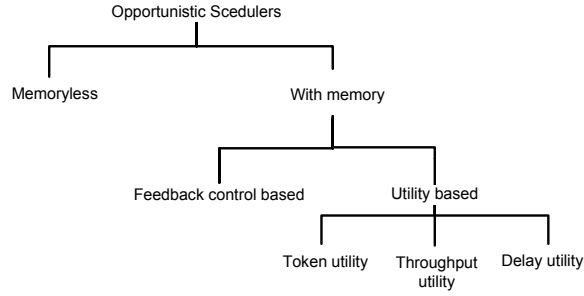 Opportunistic Scedulers
Memoryless
With memory
Feedback control based
Utility based
Token utility
Throughput
utility
Delay utility